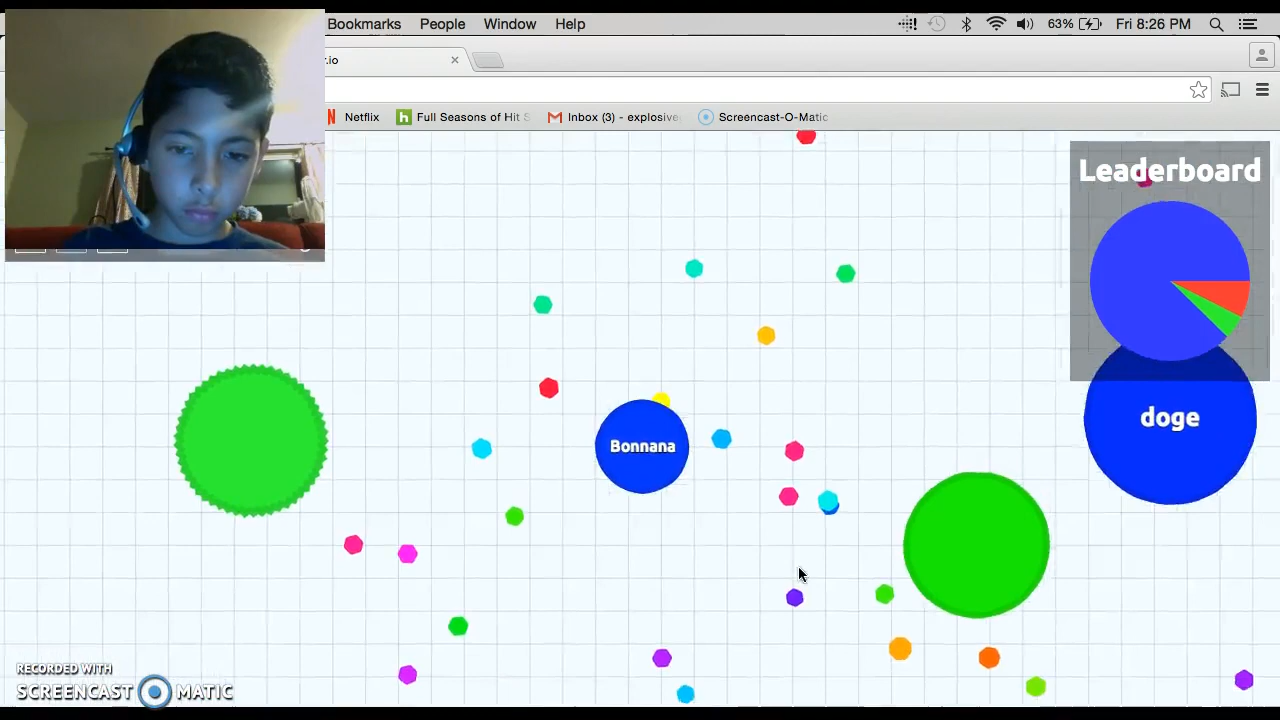 Bookmarks People Window Help 63% Fri 8:26 PM
.io
Netflix Full Seasons of Hit S Inbox (3) - explosive Screencast-O-Matic
Leaderboard
doge
Bonnana
RECORDED WITH
SCREENCAST MATIC